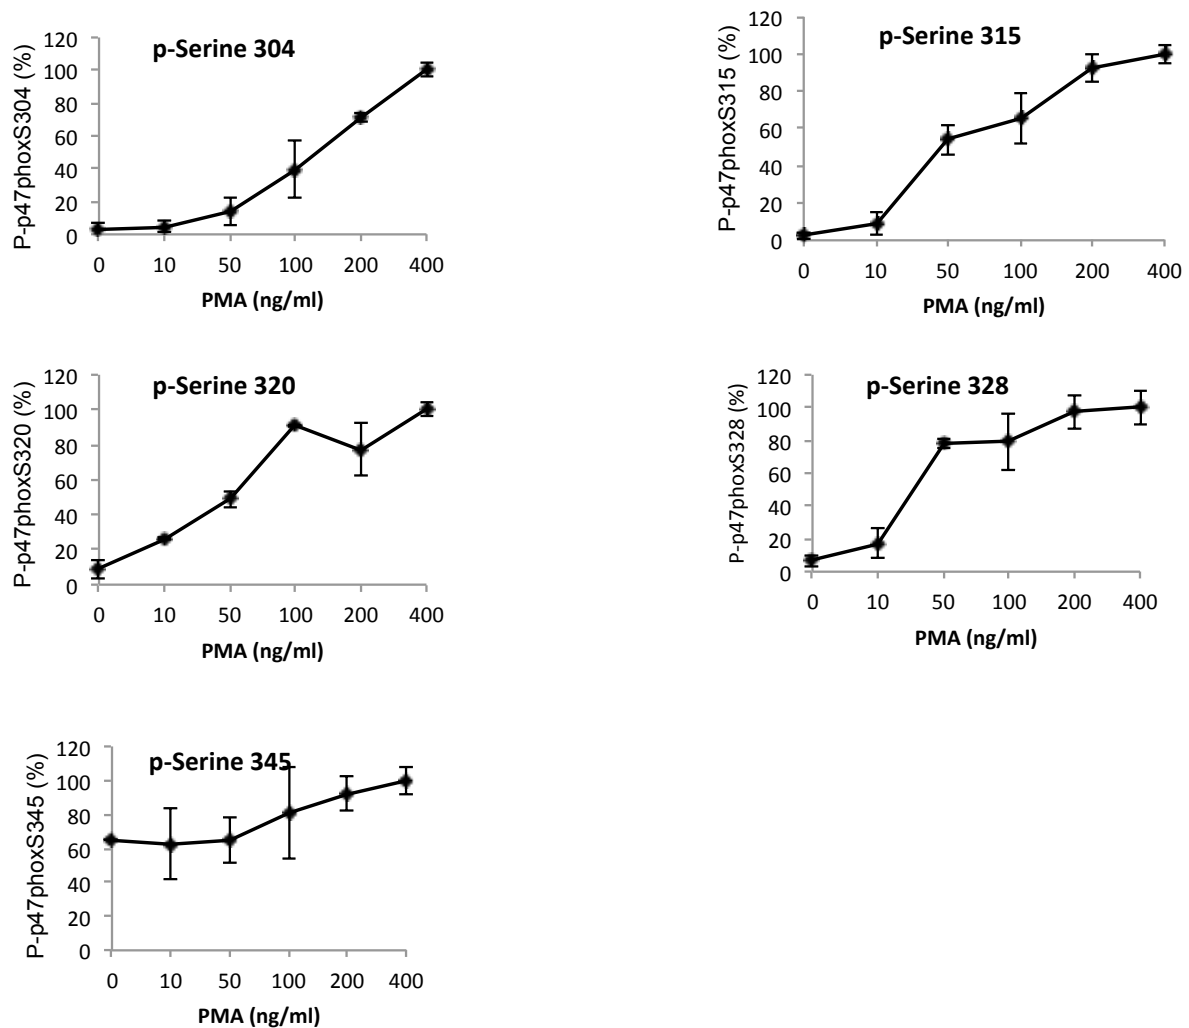 p-Serine 304
P-p47phoxS304 (%)
120
100
80
60
40
20
0
0 10 50 100 200 400
PMA (ng/ml)
p-Serine 315
P-p47phoxS315 (%)
120
100
80
60
40
20
0
0 10 50 100 200 400
PMA (ng/ml)
p-Serine 320
P-p47phoxS320 (%)
120
100
80
60
40
20
0
0 10 50 100 200 400
PMA (ng/ml)
p-Serine 328
P-p47phoxS328 (%)
120
100
80
60
40
20
0
0 10 50 100 200 400
PMA (ng/ml)
p-Serine 345
P-p47phoxS345 (%)
120
100
80
60
40
20
0
0 10 50 100 200 400
PMA (ng/ml)